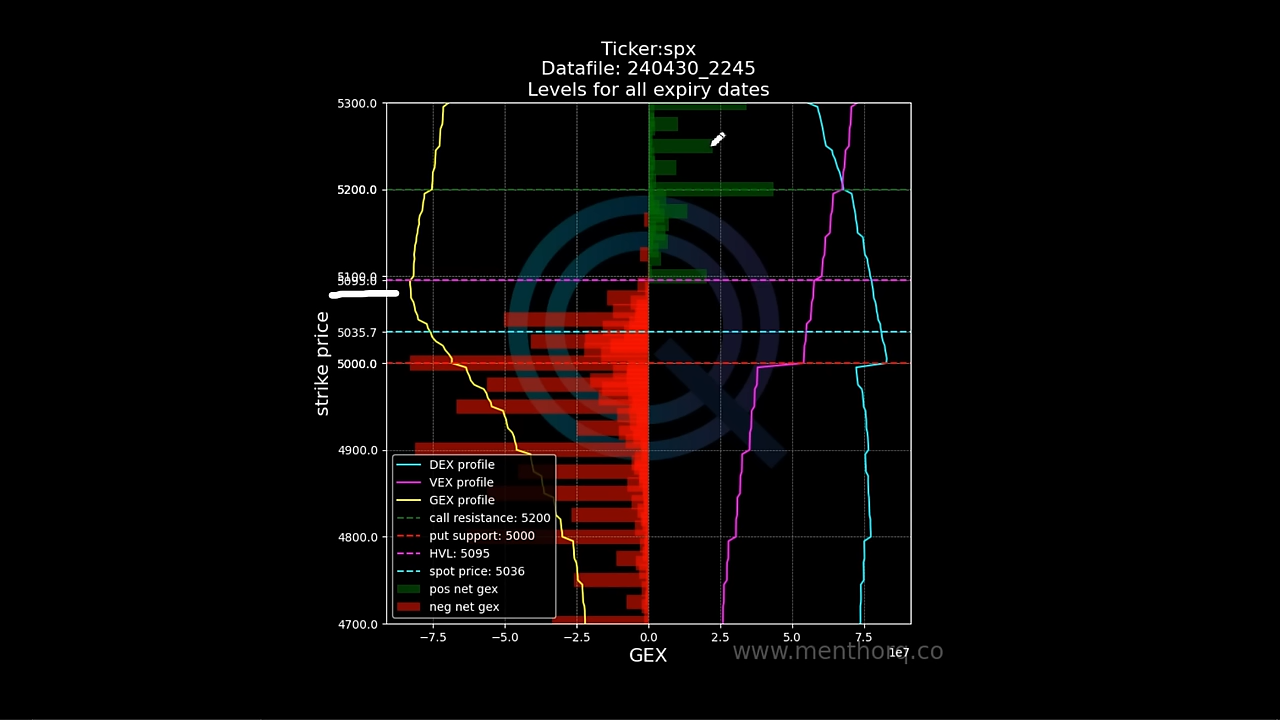 Ticker:spx
Datafile: 240430_2245
Levels for all expiry dates
5300.0
5200.0
5100.0
5095.0
5035.7
5000.0
4900.0
4800.0
4700.0
strike price
DEX profile
VEX profile
GEX profile
call resistance: 5200
put support: 5000
HVL: 5095
spot price: 5036
pos net gex
neg net gex
−7.5 −5.0 −2.5 0.0 2.5 5.0 7.5
1e7
GEX
www.menthorq.co